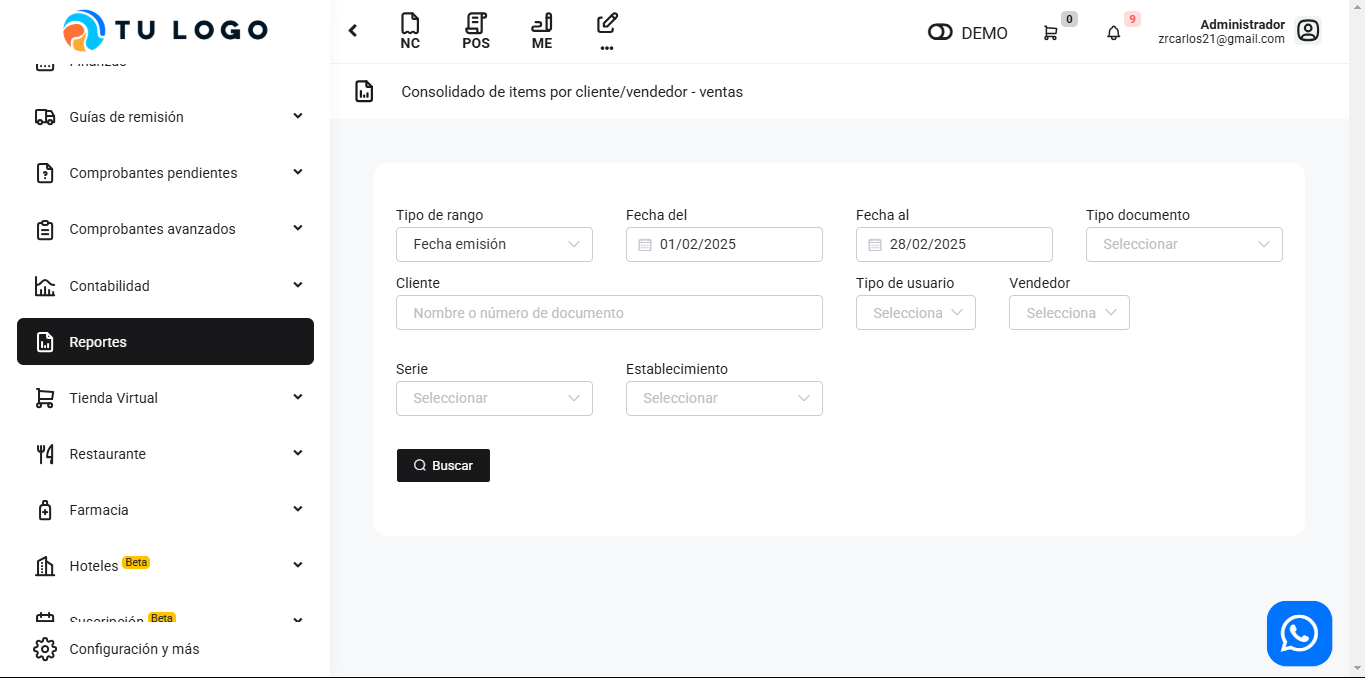 TU LOGO
NC
POS
ME
DEMO
0
9
Administrador
zrcarlos21@gmail.com
Finanzas
Guías de remisión
Comprobantes pendientes
Comprobantes avanzados
Contabilidad
Reportes
Tienda Virtual
Restaurante
Farmacia
Hoteles Beta
Suscripción Beta
Configuración y más
Consolidado de items por cliente/vendedor - ventas
Tipo de rango
Fecha emisión
Fecha del
01/02/2025
Fecha al
28/02/2025
Tipo documento
Seleccionar
Cliente
Nombre o número de documento
Tipo de usuario
Selecciona
Vendedor
Selecciona
Serie
Seleccionar
Establecimiento
Seleccionar
Buscar